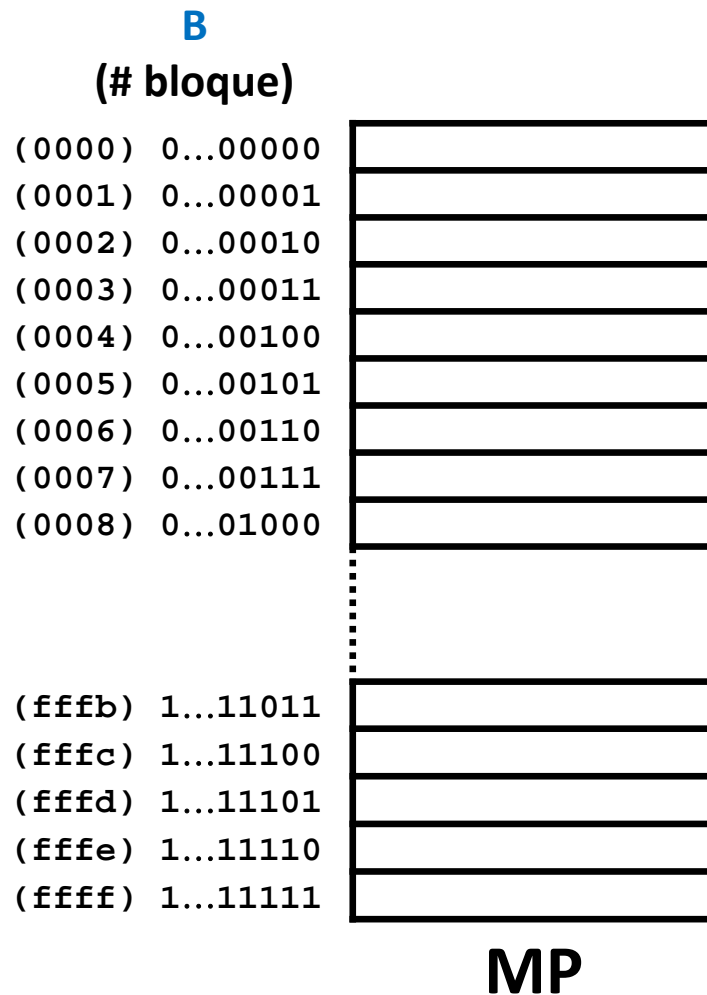 B
(# bloque)
(0000) 0...00000
(0001) 0...00001
(0002) 0...00010
(0003) 0...00011
(0004) 0...00100
(0005) 0...00101
(0006) 0...00110
(0007) 0...00111
(0008) 0...01000
(fffb) 1...11011
(fffc) 1...11100
(fffd) 1...11101
(fffe) 1...11110
(ffff) 1...11111
MP